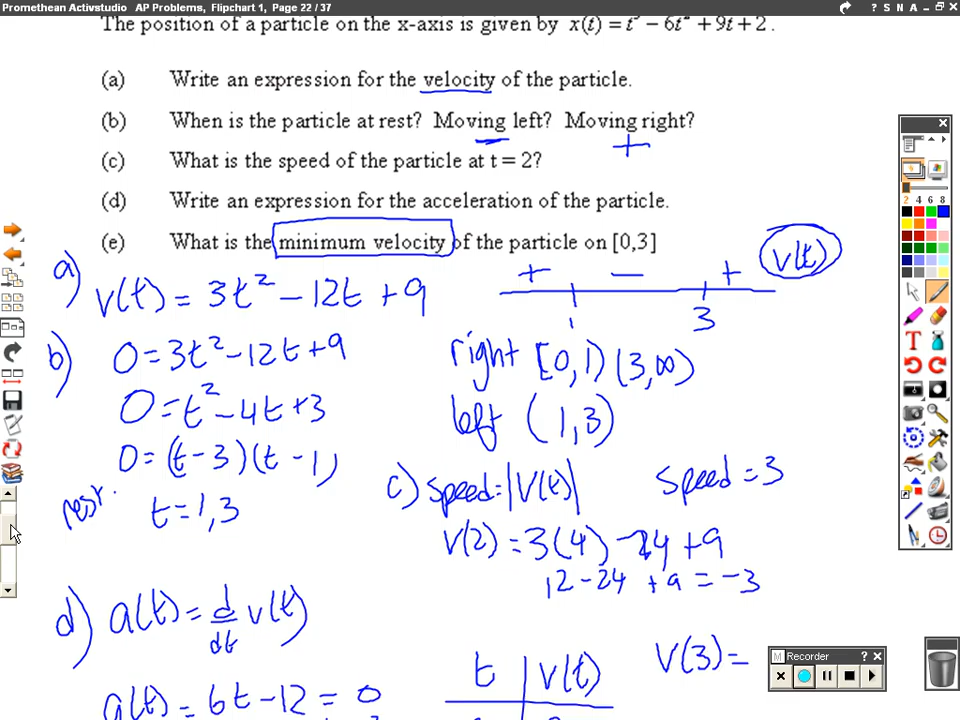 Promethean Activstudio AP Problems, Flipchart 1, Page 22 / 37
? S N A
The position of a particle on the x-axis is given by x(t) = t³ − 6t² + 9t + 2.
(a) Write an expression for the velocity of the particle.
(b) When is the particle at rest? Moving left? Moving right?
− +
(c) What is the speed of the particle at t = 2?
(d) Write an expression for the acceleration of the particle.
(e) What is the minimum velocity of the particle on [0,3]
2 4 6 8
+ − + v(t)
1 3
a) v(t) = 3t² − 12t + 9
b) 0 = 3t² − 12t + 9
0 = t² − 4t + 3
0 = (t − 3)(t − 1)
rest t = 1, 3
right [0, 1) (3, ∞)
left (1, 3)
c) speed = |v(t)| speed = 3
v(2) = 3(4) − 24 + 9
12 − 24 + 9 = −3
d) a(t) = d/dt v(t)
a(t) = 6t − 12 = 0
t | v(t)
v(3) =
Recorder ?